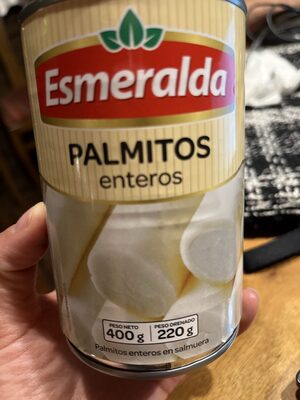 Esmeralda
PALMITOS
enteros
PESO NETO
400 g
PESO DRENADO
220 g
Palmitos enteros en salmuera